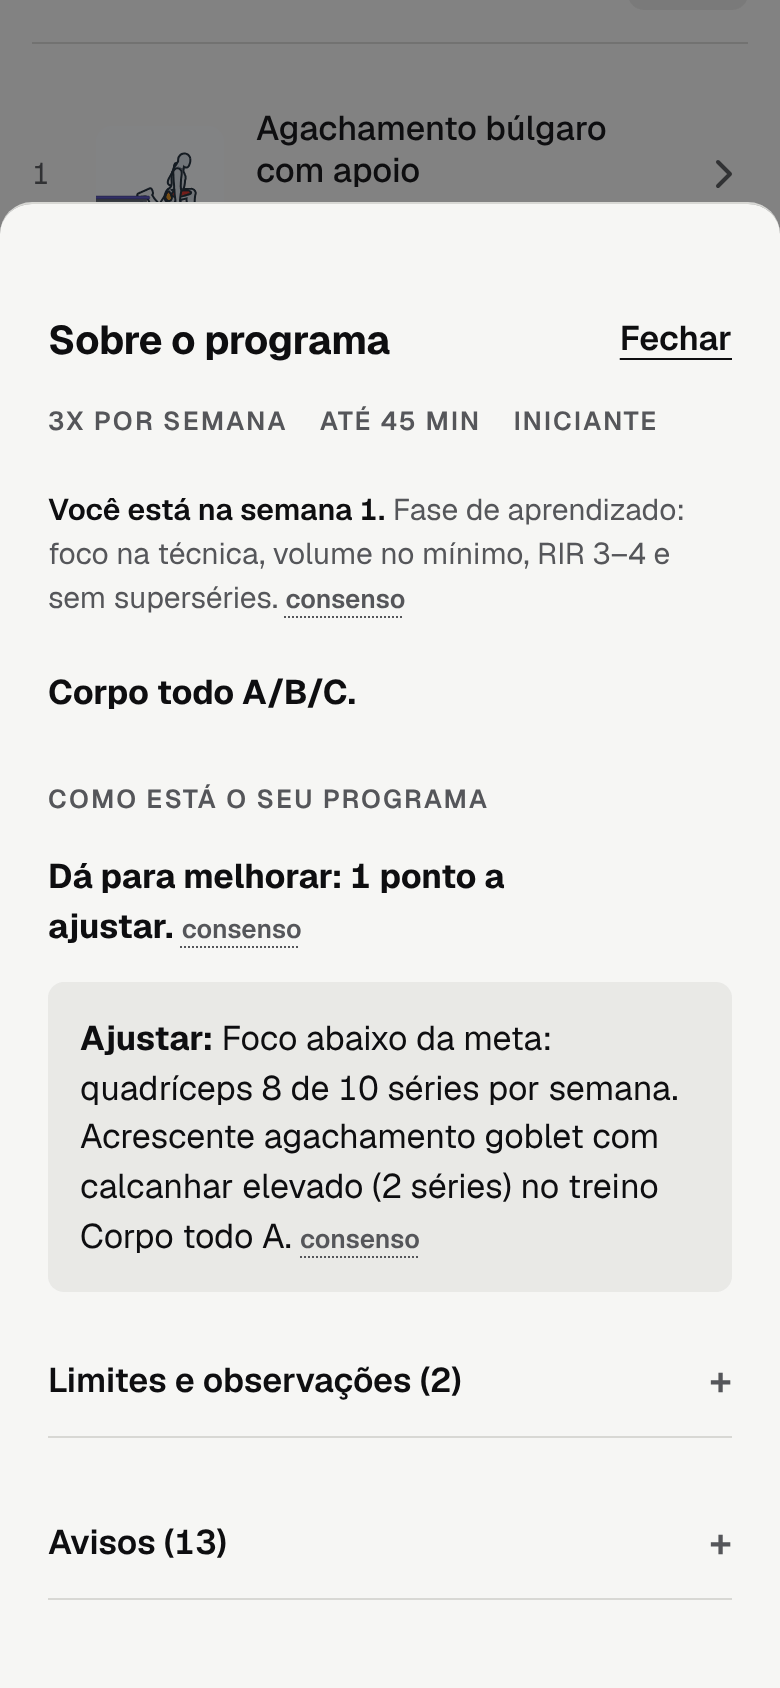 Agachamento búlgaro
com apoio
1
Sobre o programa
Fechar
3X POR SEMANA ATÉ 45 MIN INICIANTE
Você está na semana 1. Fase de aprendizado:
foco na técnica, volume no mínimo, RIR 3–4 e
sem superséries. consenso
Corpo todo A/B/C.
COMO ESTÁ O SEU PROGRAMA
Dá para melhorar: 1 ponto a
ajustar. consenso
Ajustar: Foco abaixo da meta:
quadríceps 8 de 10 séries por semana.
Acrescente agachamento goblet com
calcanhar elevado (2 séries) no treino
Corpo todo A. consenso
Limites e observações (2) +
Avisos (13) +